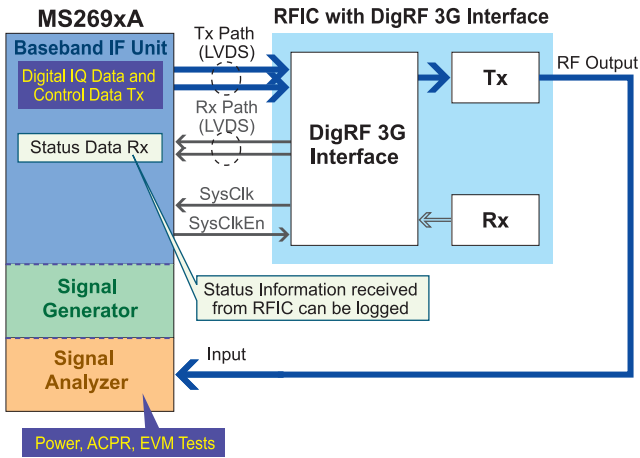 MS269xA
RFIC with DigRF 3G Interface
Baseband IF Unit
Digital IQ Data and
Control Data Tx
Tx Path
(LVDS)
Rx Path
(LVDS)
Status Data Rx
SysClk
SysClkEn
DigRF 3G
Interface
Tx
Rx
RF Output
Status Information received
from RFIC can be logged
Signal
Generator
Signal
Analyzer
Input
Power, ACPR, EVM Tests